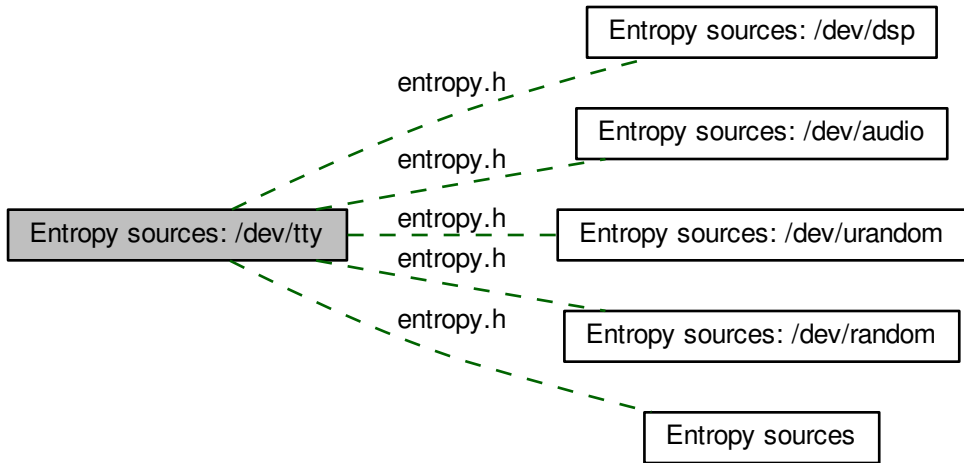 Entropy sources: /dev/dsp
entropy.h
Entropy sources: /dev/audio
entropy.h
Entropy sources: /dev/tty
entropy.h
Entropy sources: /dev/urandom
entropy.h
Entropy sources: /dev/random
entropy.h
Entropy sources